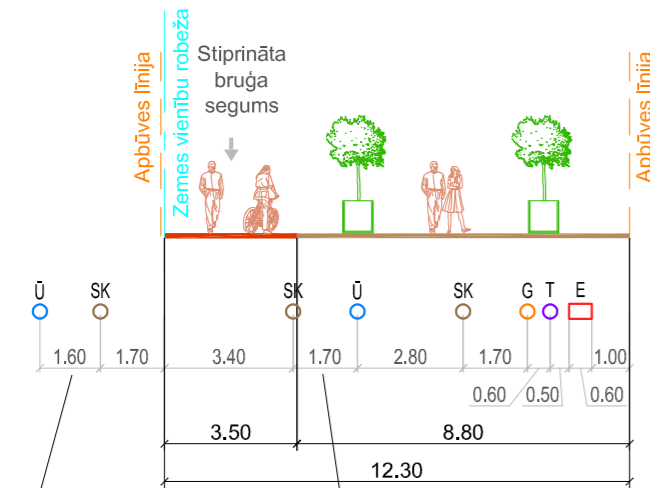 Apbūves līnija
Zemes vienību robeža
Stiprināta
bruģa
segums
Apbūves līnija
Ū SK SK Ū SK G T E
1.60 1.70 3.40 1.70 2.80 1.70 1.00
0.60 0.50 0.60
3.50 8.80
12.30